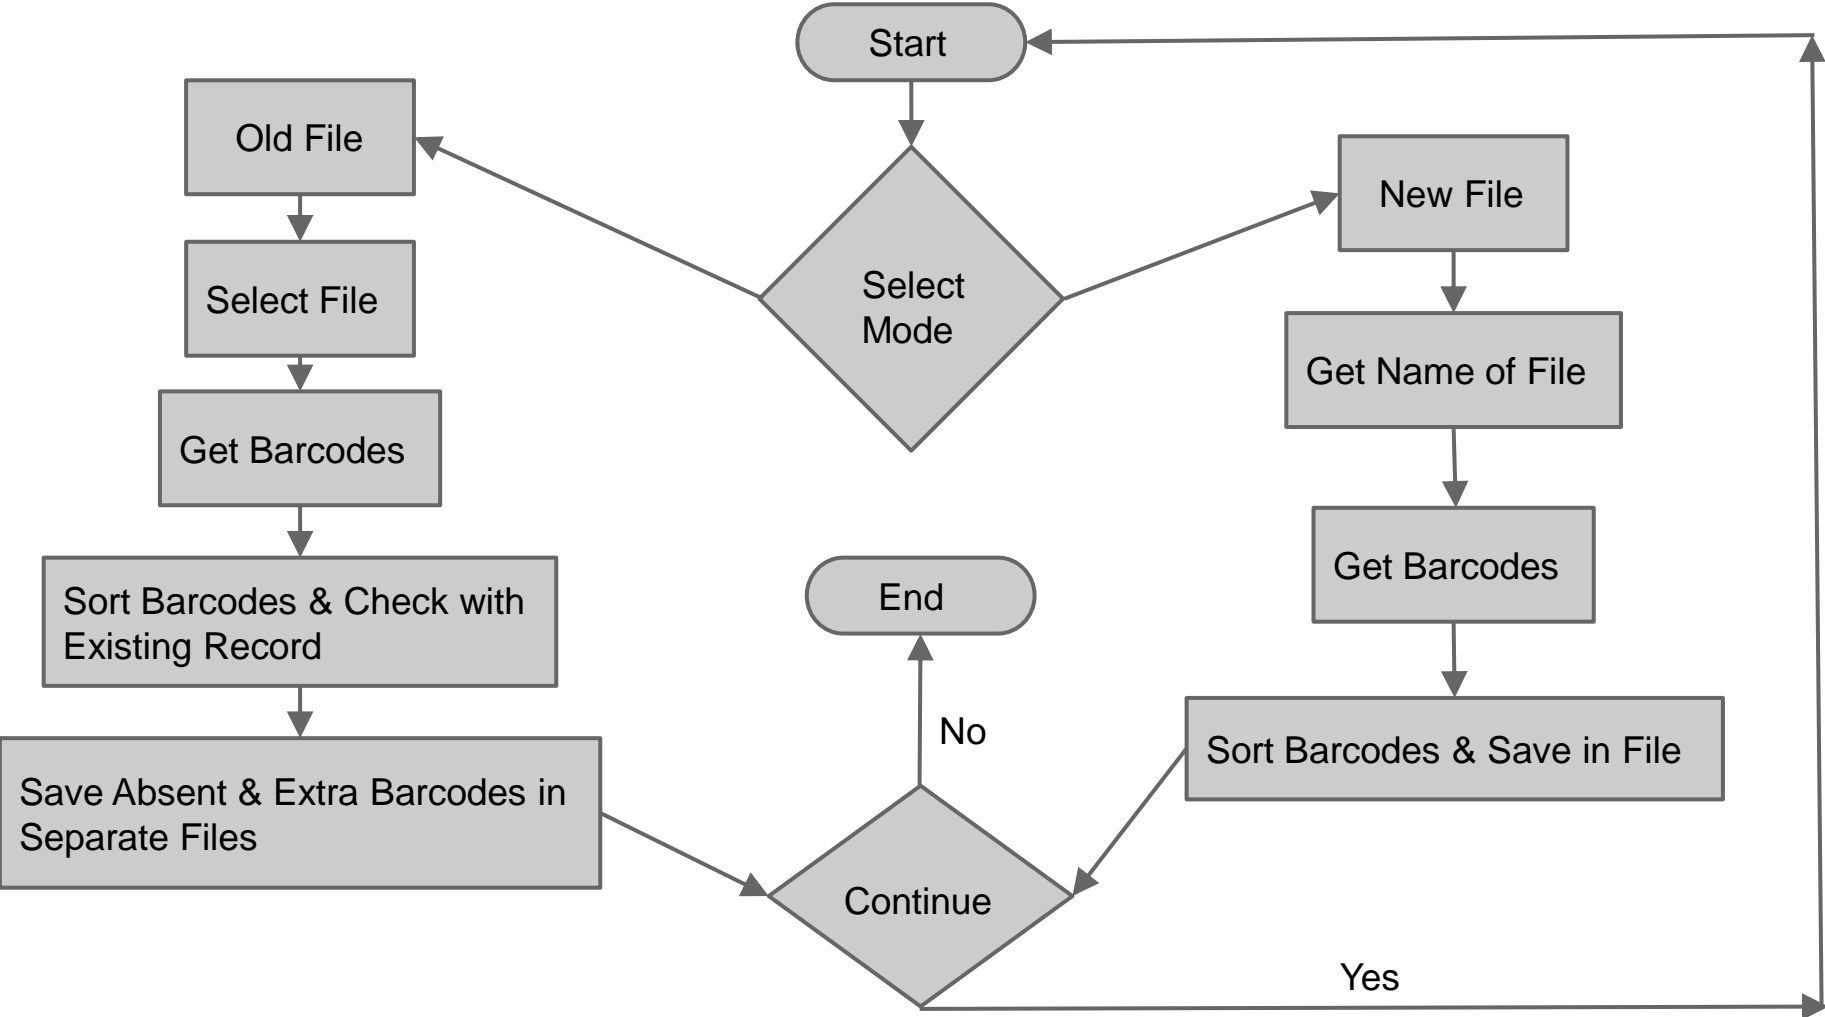 Start
Old File
New File
Select File
Select
Mode
Get Name of File
Get Barcodes
Get Barcodes
Sort Barcodes & Check with
Existing Record
End
No
Sort Barcodes & Save in File
Save Absent & Extra Barcodes in
Separate Files
Continue
Yes